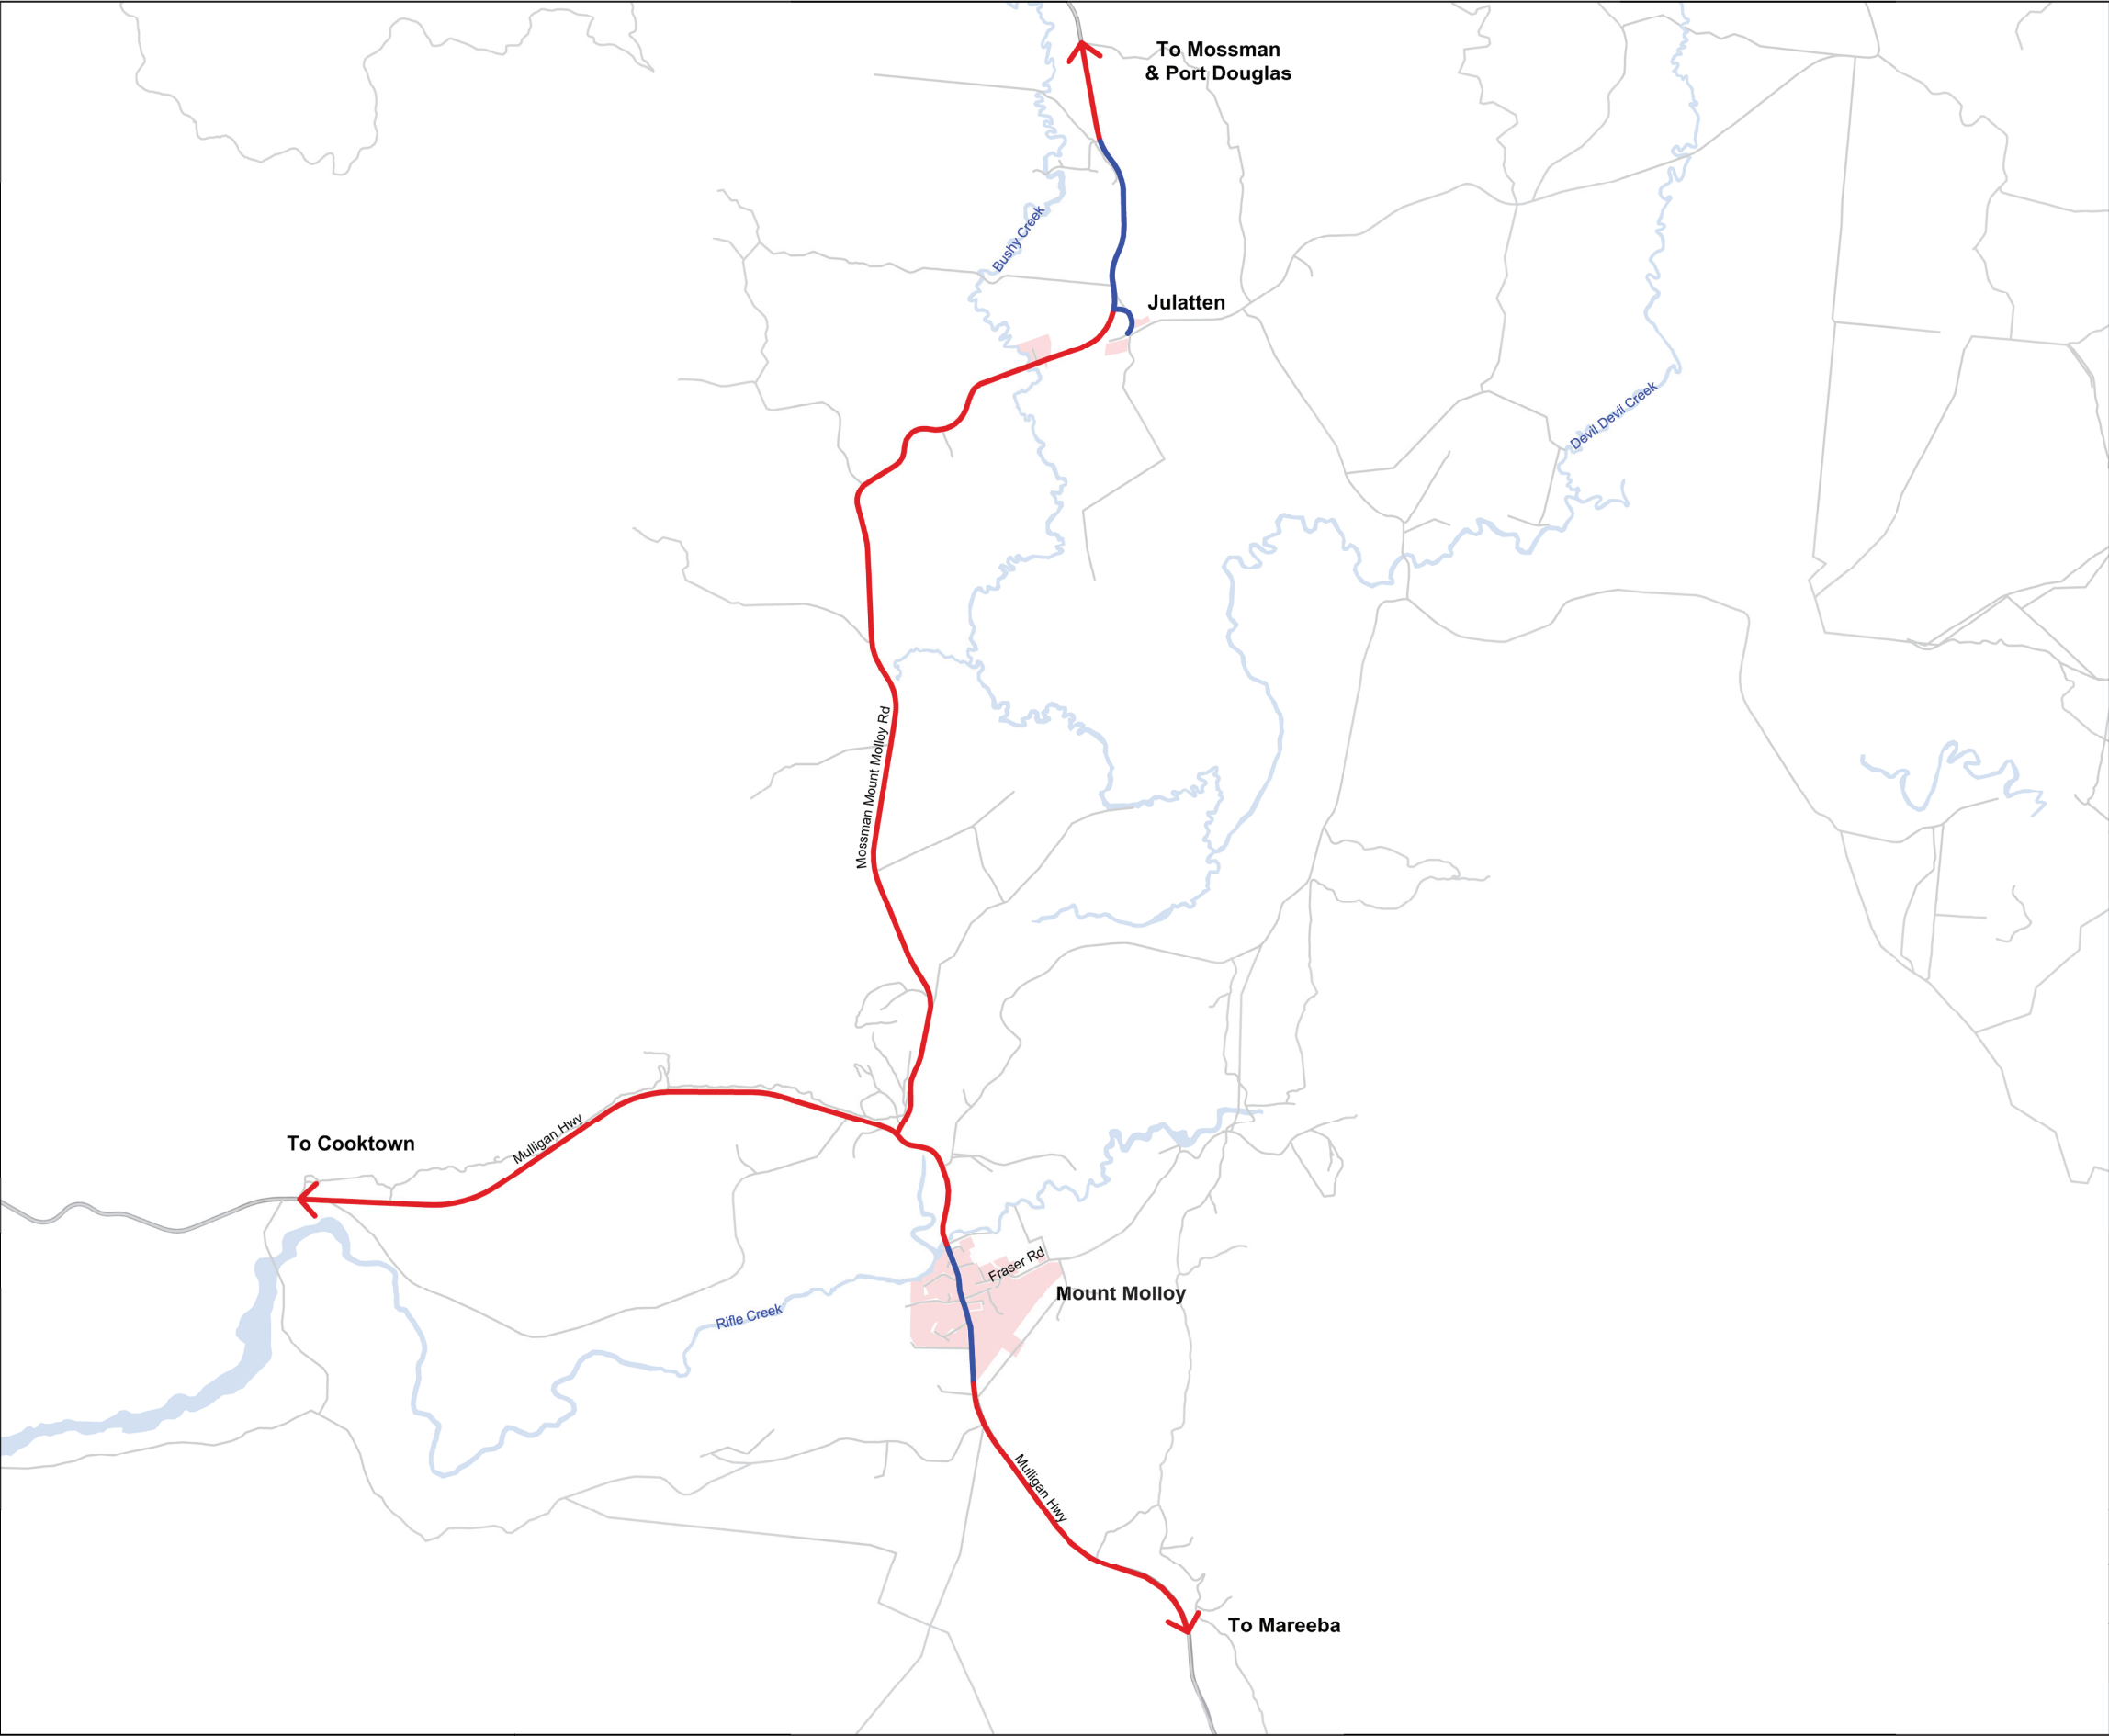 To Mossman
& Port Douglas
Bushy Creek
Julatten
Devil Devil Creek
Mossman Mount Molloy Rd
Mulligan Hwy
To Cooktown
Fraser Rd
Mount Molloy
Rifle Creek
Mulligan Hwy
To Mareeba